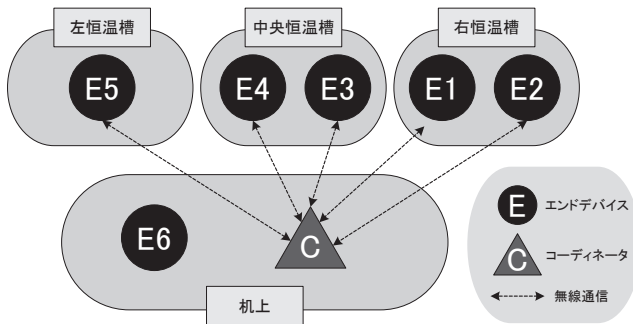 左恒温槽
中央恒温槽
右恒温槽
E5
E4
E3
E1
E2
E6
C
机上
E
エンドデバイス
C
コーディネータ
無線通信